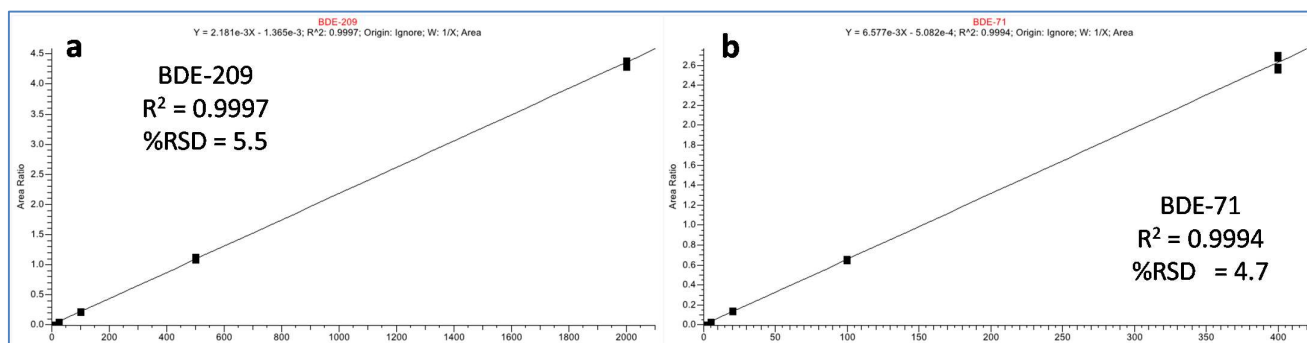 BDE-209
Y = 2.181e-3X - 1.365e-3; R^2: 0.9997; Origin: Ignore; W: 1/X; Area
a
BDE-209
R² = 0.9997
%RSD = 5.5
Area Ratio
4.5
4.0
3.5
3.0
2.5
2.0
1.5
1.0
0.5
0.0
0 200 400 600 800 1000 1200 1400 1600 1800 2000
BDE-71
Y = 6.577e-3X - 5.082e-4; R^2: 0.9994; Origin: Ignore; W: 1/X; Area
b
BDE-71
R² = 0.9994
%RSD = 4.7
Area Ratio
2.6
2.4
2.2
2.0
1.8
1.6
1.4
1.2
1.0
0.8
0.6
0.4
0.2
0.0
0 50 100 150 200 250 300 350 400